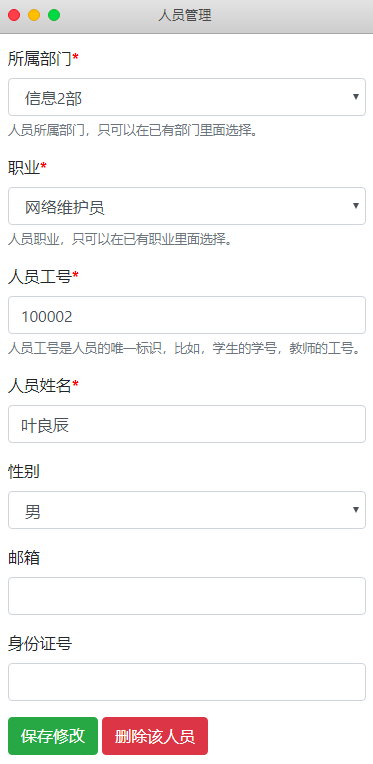 人员管理
所属部门*
信息2部
人员所属部门，只可以在已有部门里面选择。
职业*
网络维护员
人员职业，只可以在已有职业里面选择。
人员工号*
100002
人员工号是人员的唯一标识，比如，学生的学号，教师的工号。
人员姓名*
叶良辰
性别
男
邮箱
身份证号
保存修改 删除该人员